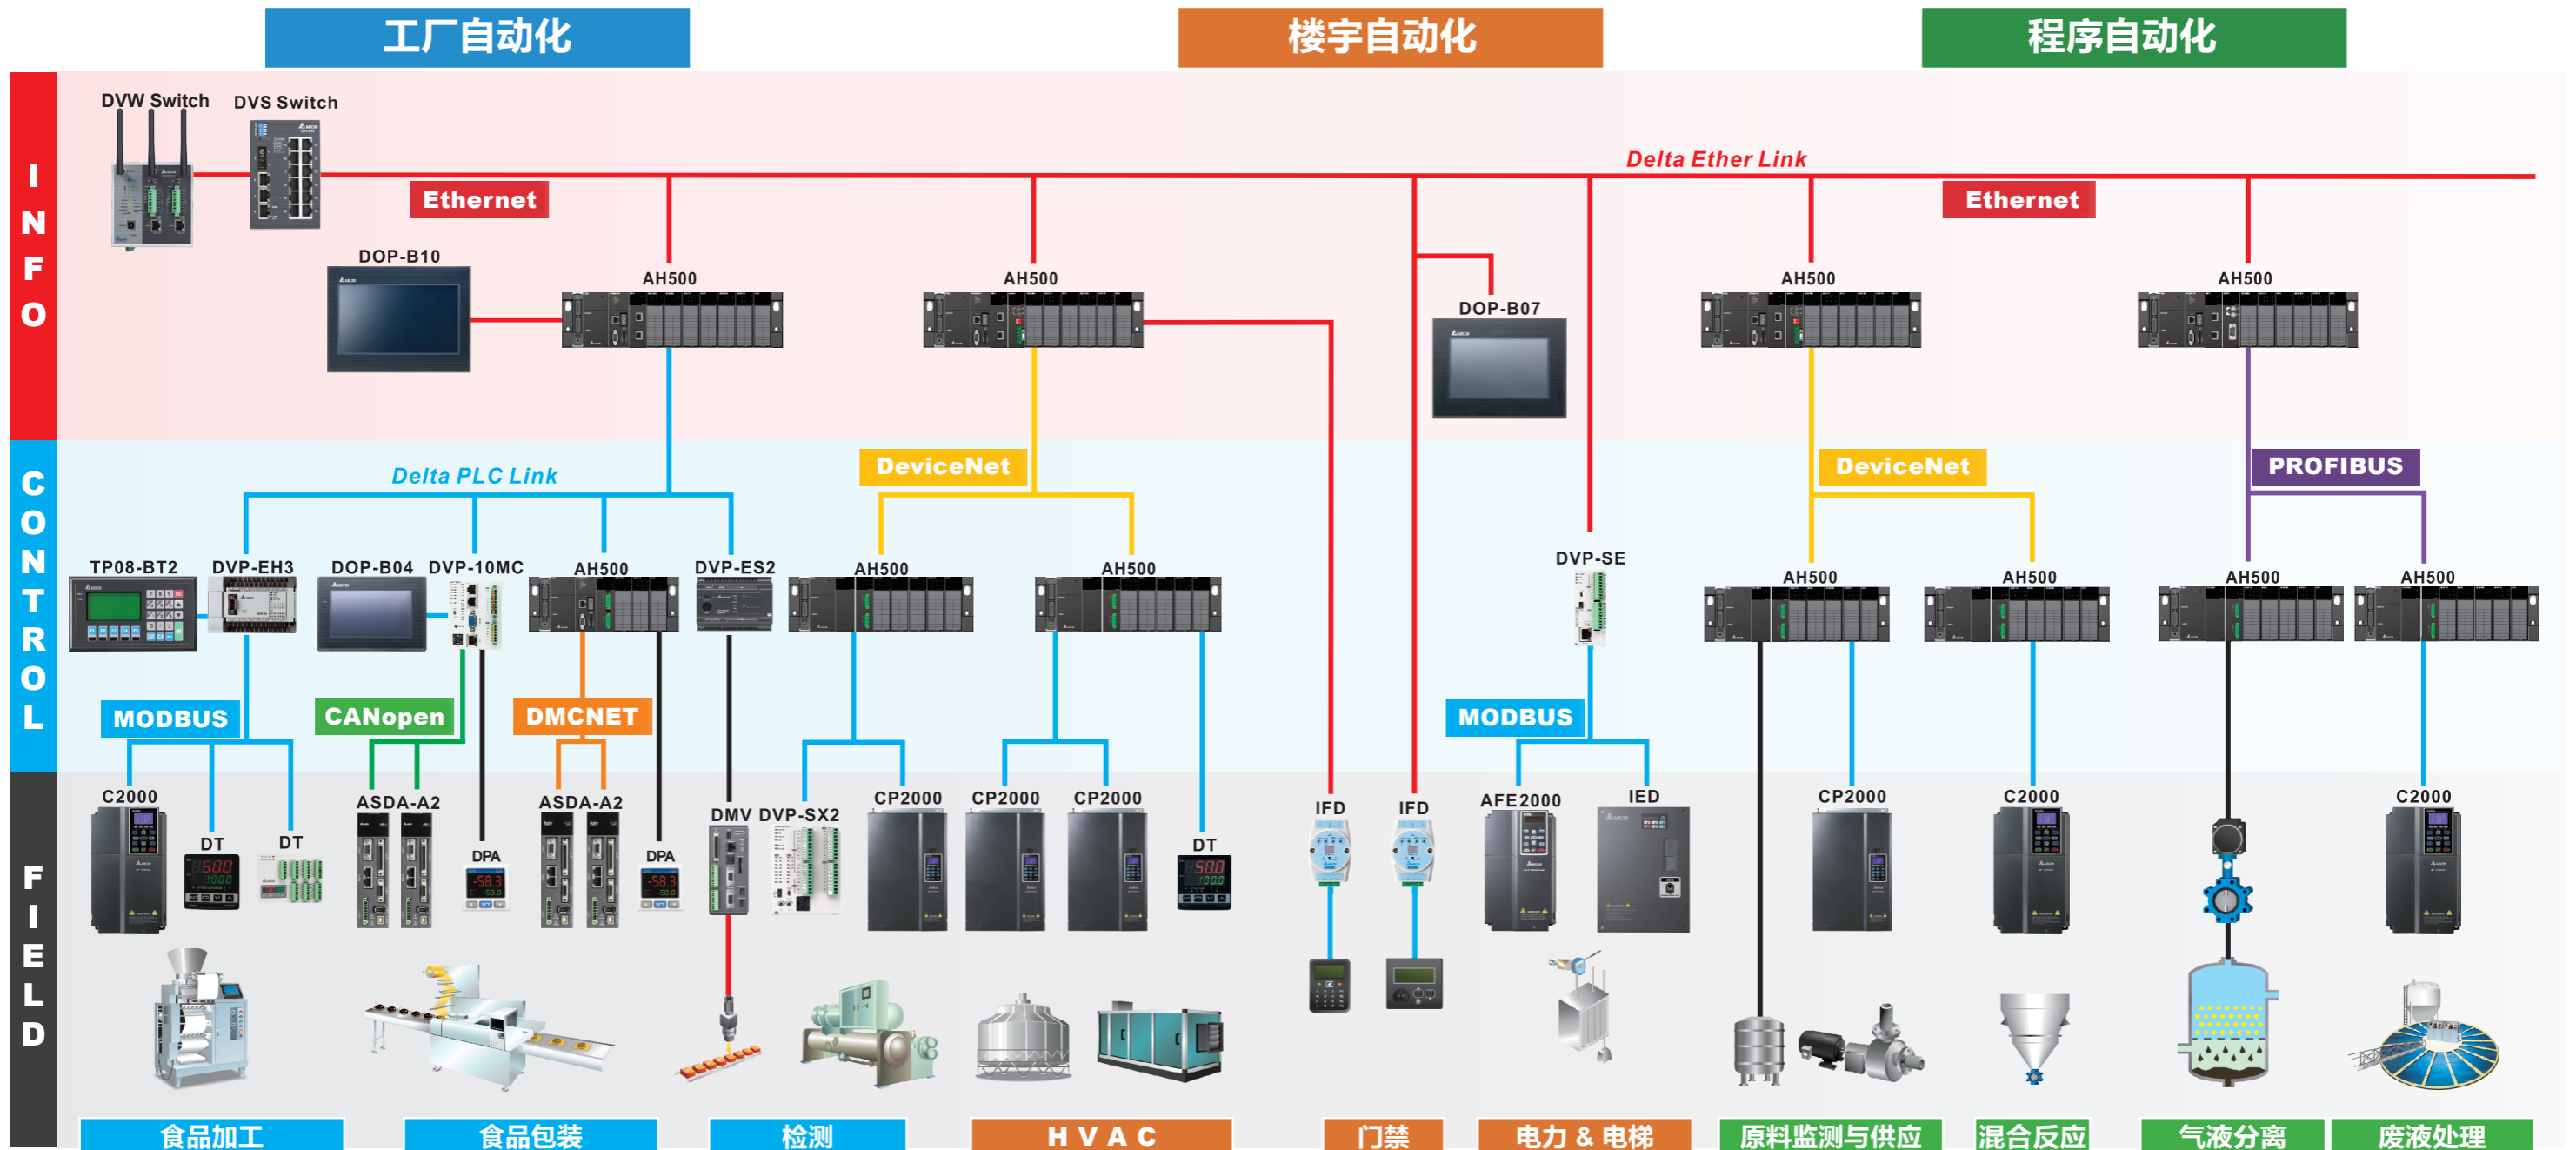 工厂自动化
楼宇自动化
程序自动化
INFO
DVW Switch
DVS Switch
Delta Ether Link
Ethernet
Ethernet
DOP-B10
AH500
AH500
DOP-B07
AH500
AH500
CONTROL
Delta PLC Link
DeviceNet
DeviceNet
PROFIBUS
TP08-BT2
DVP-EH3
DOP-B04
DVP-10MC
AH500
DVP-ES2
AH500
AH500
DVP-SE
AH500
AH500
AH500
AH500
MODBUS
CANopen
DMCNET
MODBUS
FIELD
C2000
DT
DT
ASDA-A2
DPA
ASDA-A2
DPA
DMV
DVP-SX2
CP2000
CP2000
CP2000
DT
IFD
IFD
AFE2000
IED
CP2000
C2000
C2000
食品加工
食品包装
检测
HVAC
门禁
电力 & 电梯
原料监测与供应
混合反应
气液分离
废液处理